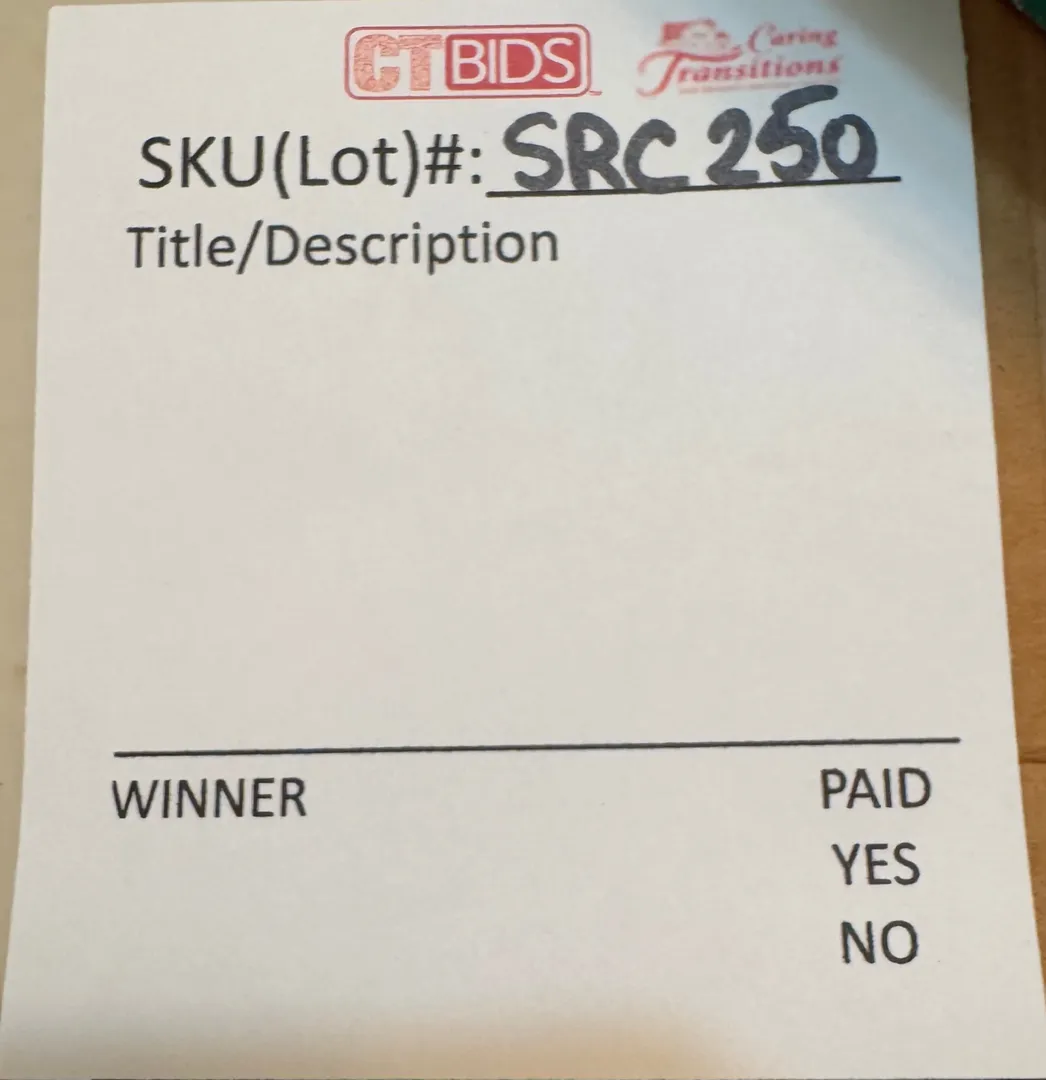 CTBIDS
Caring
Transitions
SKU(Lot)#: SRC 250
Title/Description
WINNER
PAID
YES
NO